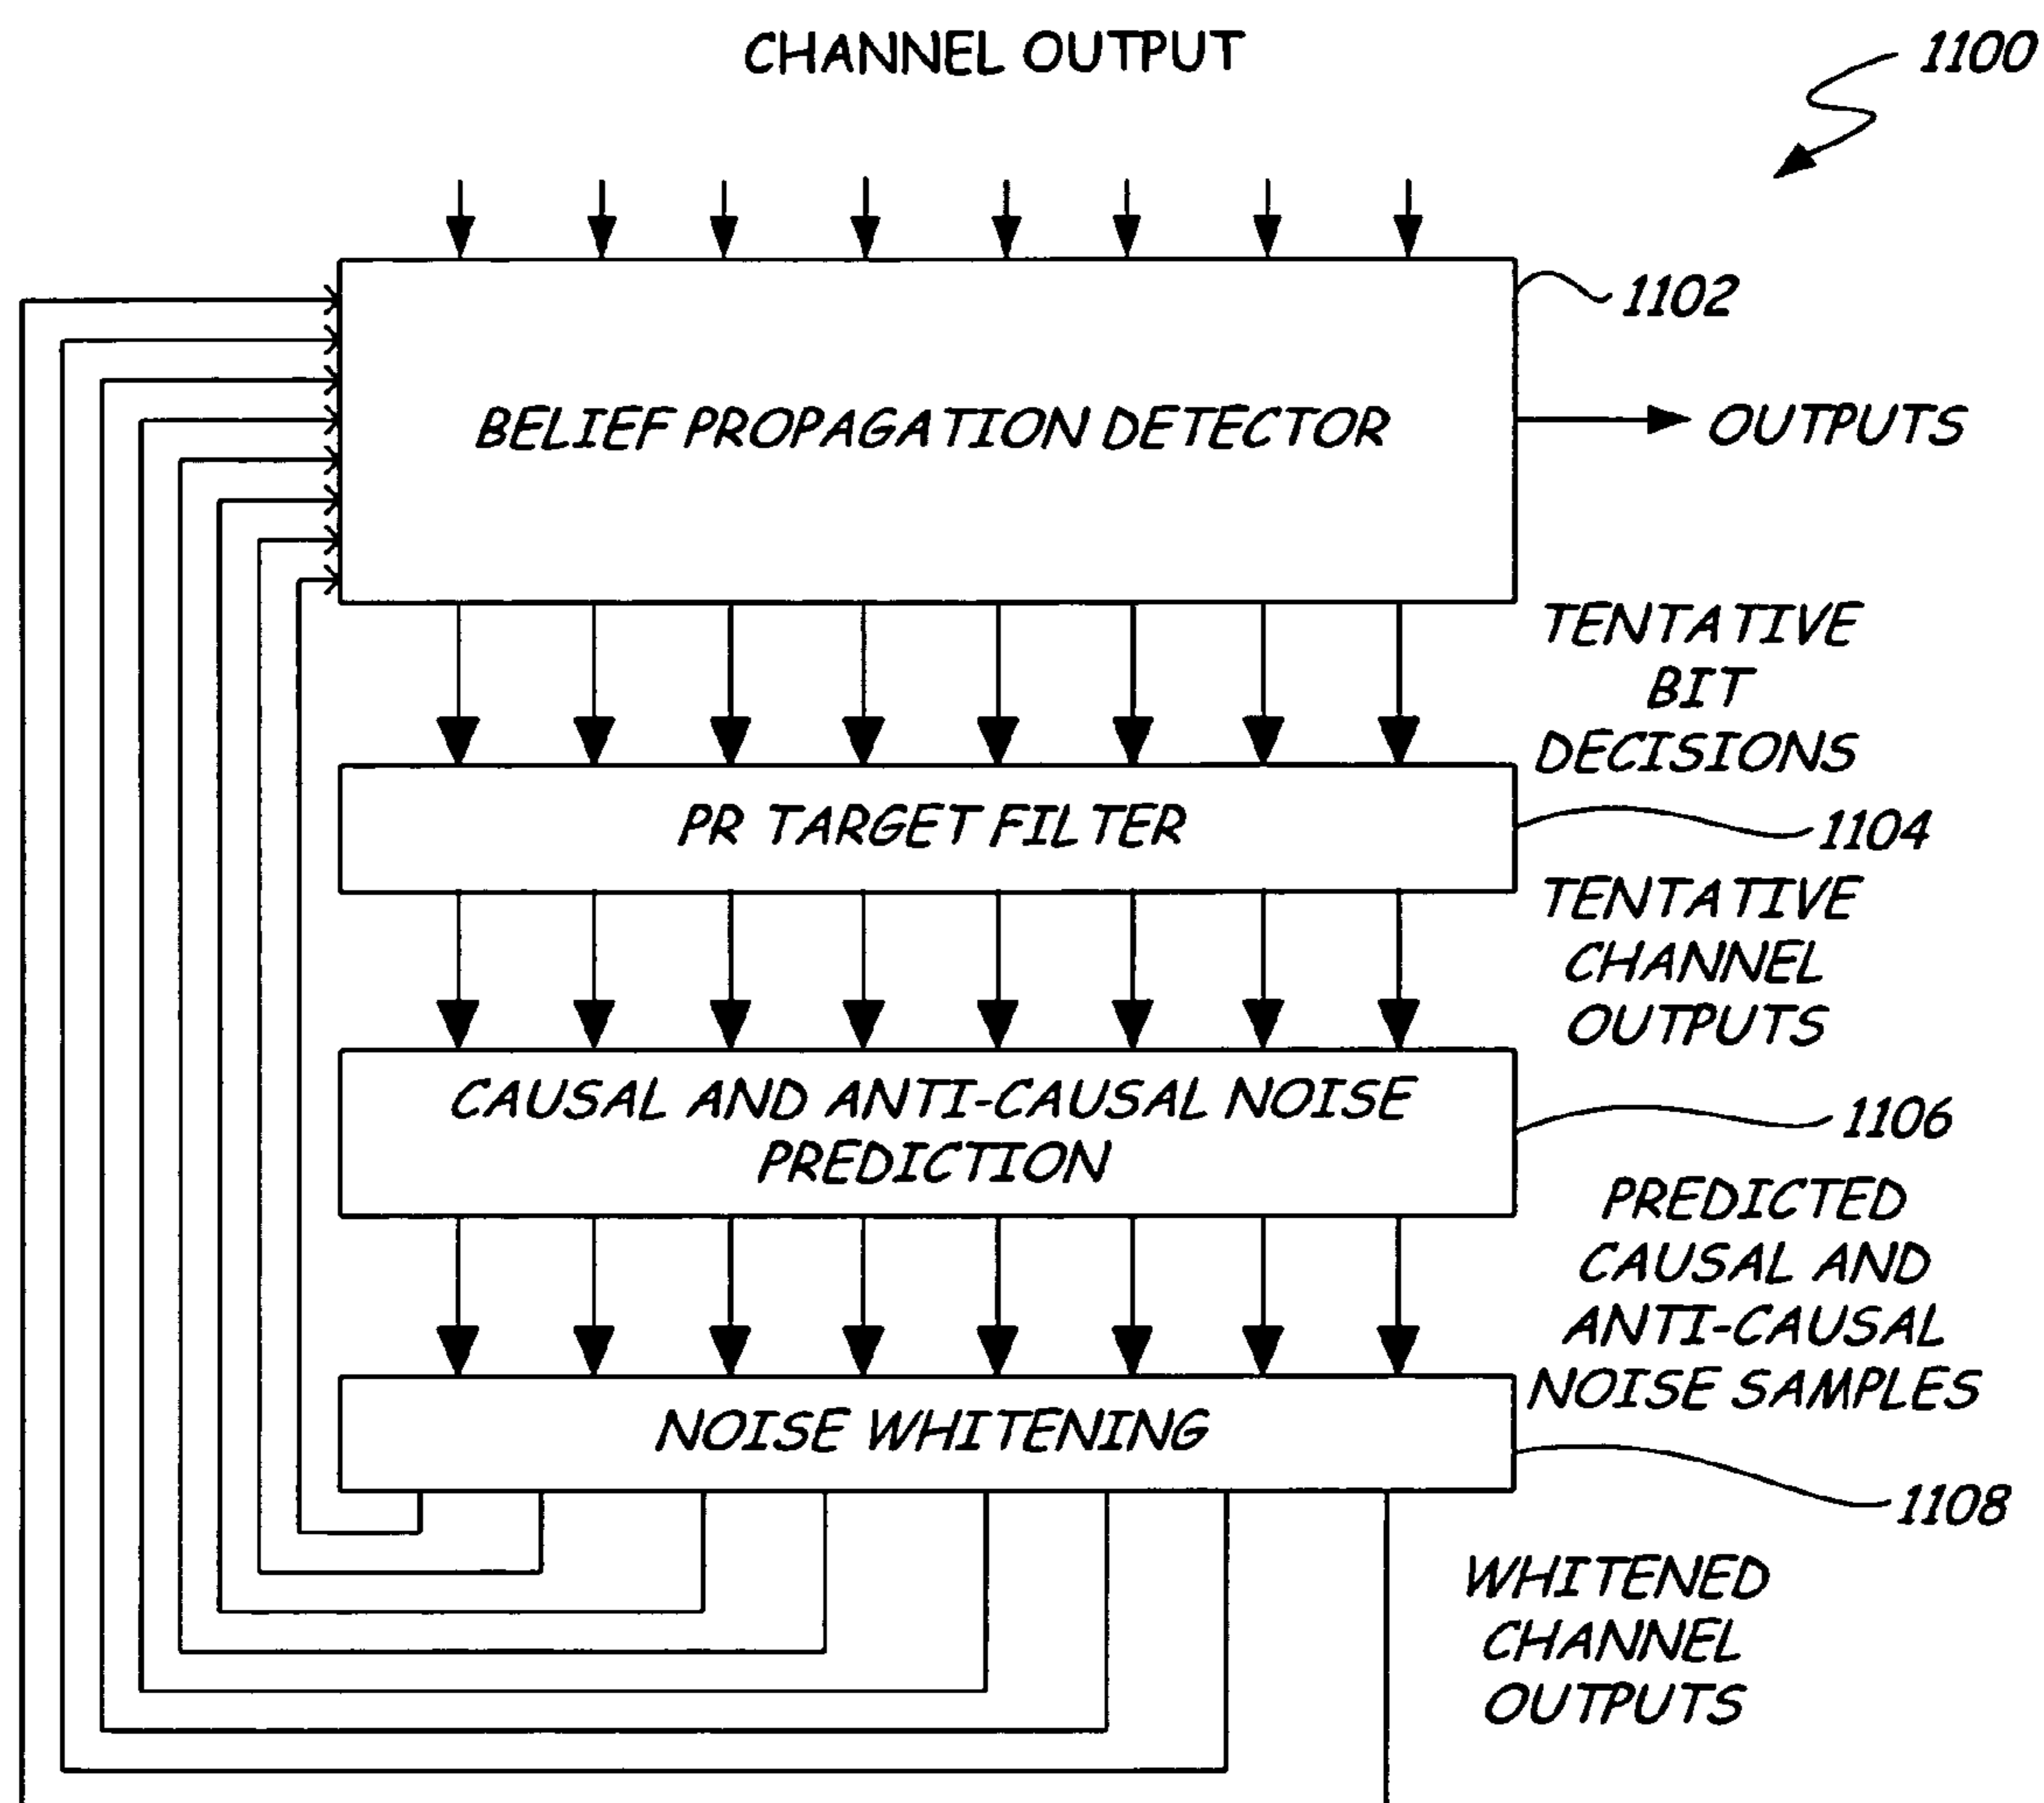 CHANNEL OUTPUT
1100
1102
BELIEF PROPAGATION DETECTOR
OUTPUTS
TENTATIVE
BIT
DECISIONS
PR TARGET FILTER
1104
TENTATIVE
CHANNEL
OUTPUTS
CAUSAL AND ANTI-CAUSAL NOISE
PREDICTION
1106
PREDICTED
CAUSAL AND
ANTI-CAUSAL
NOISE SAMPLES
NOISE WHITENING
1108
WHITENED
CHANNEL
OUTPUTS